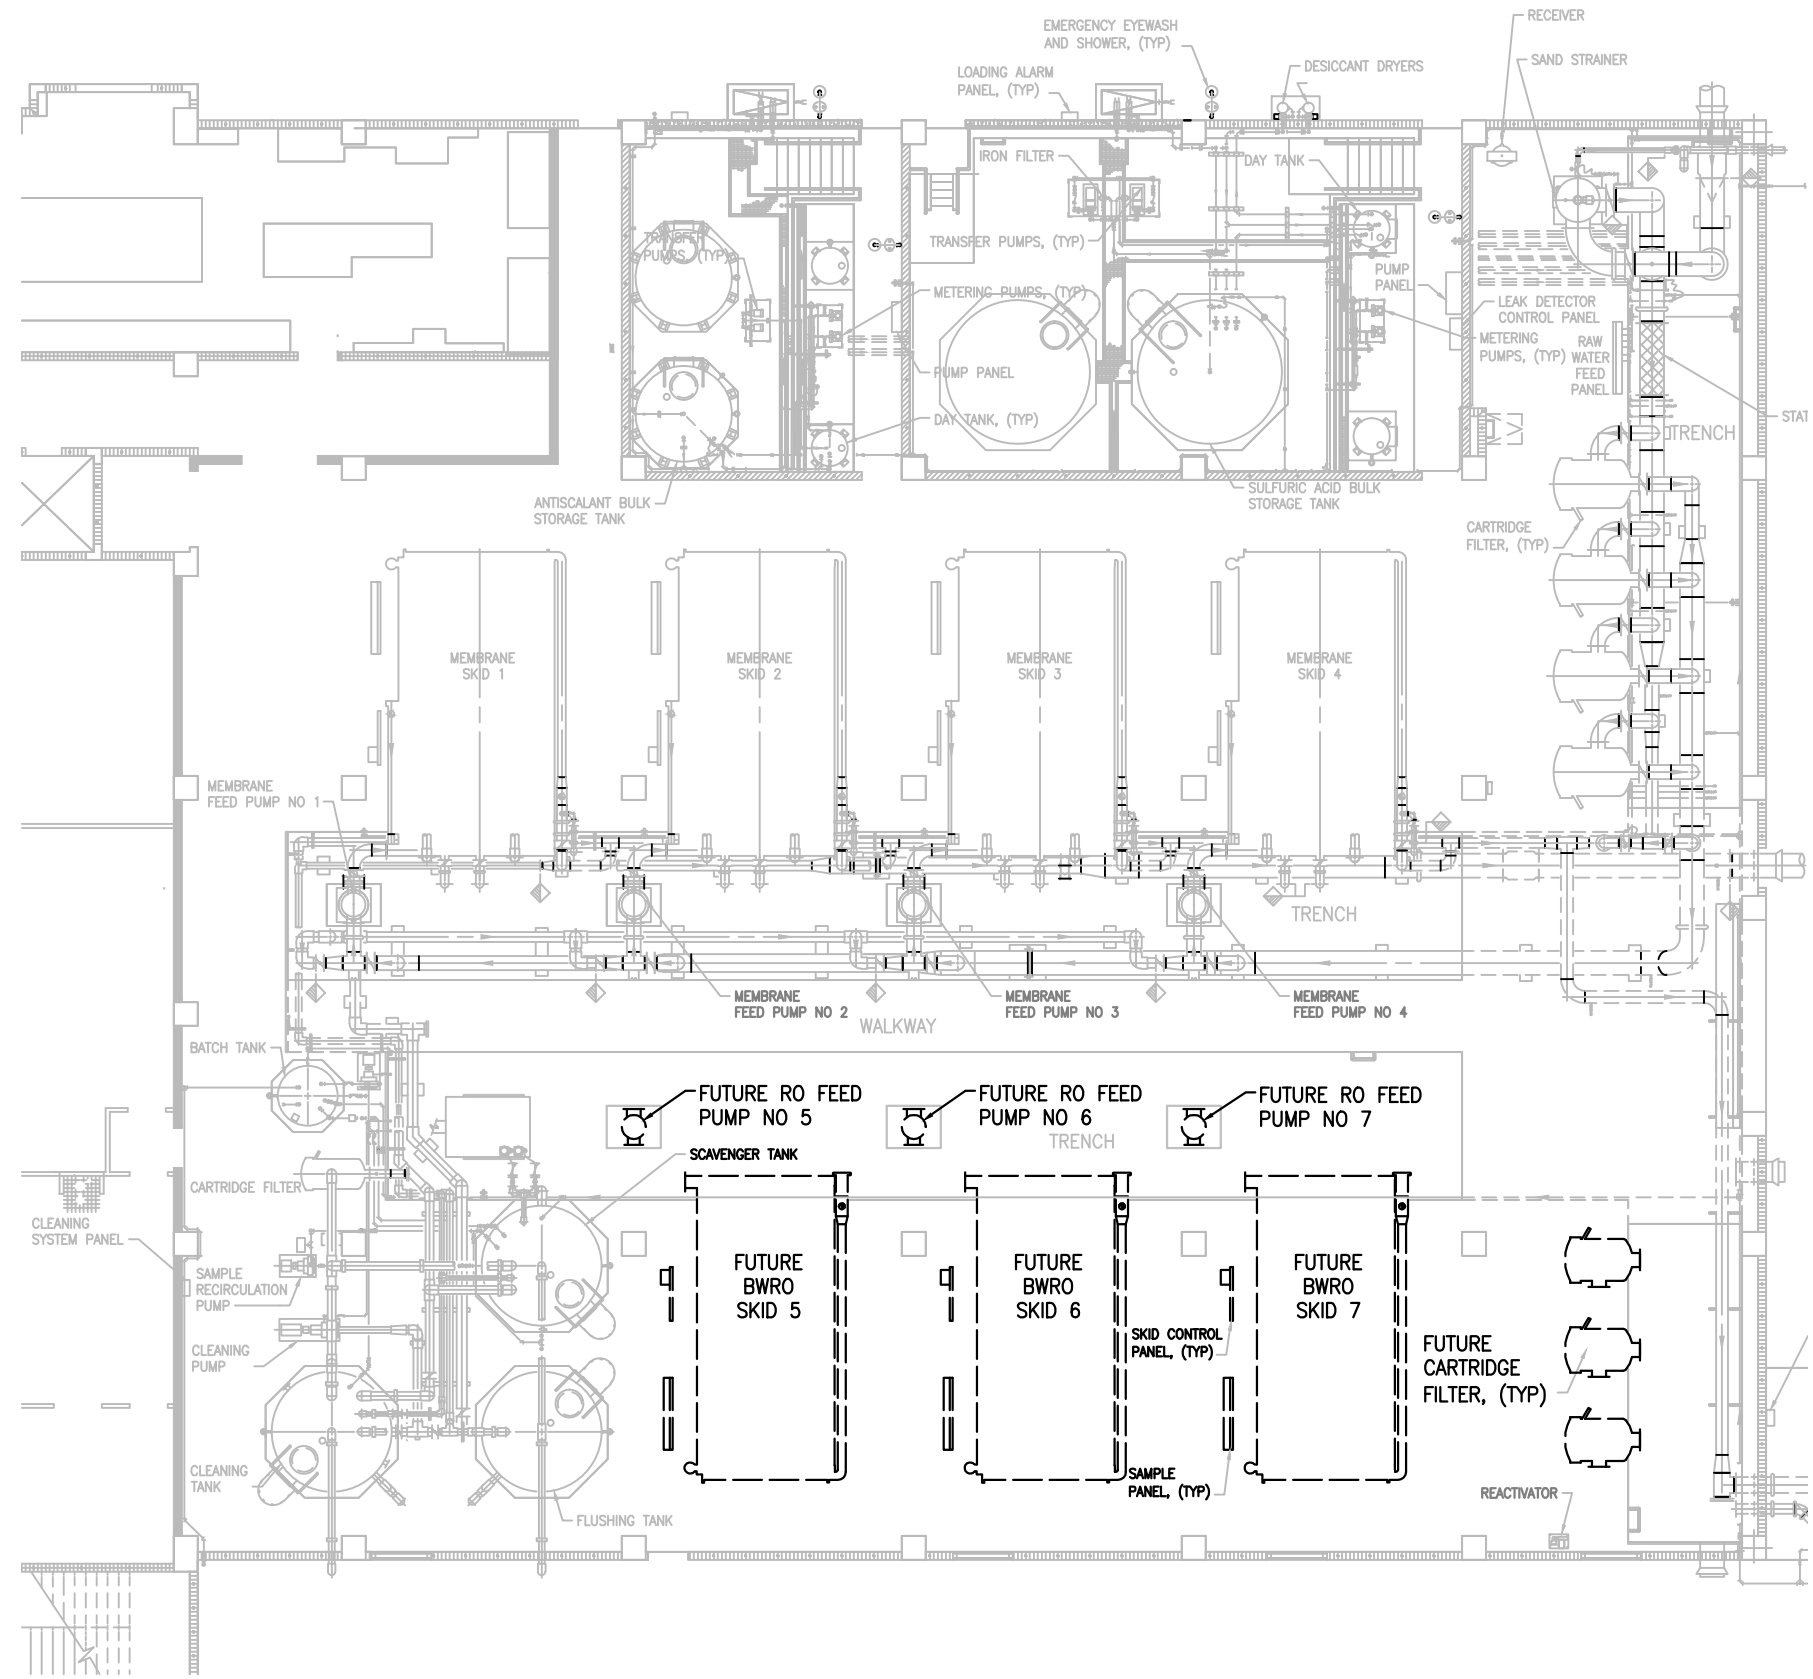 EMERGENCY EYEWASH
AND SHOWER, (TYP)
RECEIVER
SAND STRAINER
LOADING ALARM
PANEL, (TYP)
DESICCANT DRYERS
IRON FILTER
DAY TANK
TRANSFER
PUMPS, (TYP)
TRANSFER PUMPS, (TYP)
PUMP
PANEL
METERING PUMPS, (TYP)
LEAK DETECTOR
CONTROL PANEL
METERING
PUMPS, (TYP)
RAW
WATER
FEED
PANEL
PUMP PANEL
DAY TANK, (TYP)
STAT
TRENCH
ANTISCALANT BULK
STORAGE TANK
SULFURIC ACID BULK
STORAGE TANK
CARTRIDGE
FILTER, (TYP)
MEMBRANE
SKID 1
MEMBRANE
SKID 2
MEMBRANE
SKID 3
MEMBRANE
SKID 4
MEMBRANE
FEED PUMP NO 1
TRENCH
MEMBRANE
FEED PUMP NO 2
MEMBRANE
FEED PUMP NO 3
MEMBRANE
FEED PUMP NO 4
WALKWAY
BATCH TANK
FUTURE RO FEED
PUMP NO 5
FUTURE RO FEED
PUMP NO 6
FUTURE RO FEED
PUMP NO 7
TRENCH
SCAVENGER TANK
CARTRIDGE FILTER
CLEANING
SYSTEM PANEL
SAMPLE
RECIRCULATION
PUMP
FUTURE
BWRO
SKID 5
FUTURE
BWRO
SKID 6
FUTURE
BWRO
SKID 7
SKID CONTROL
PANEL, (TYP)
FUTURE
CARTRIDGE
FILTER, (TYP)
CLEANING
PUMP
CLEANING
TANK
SAMPLE
PANEL, (TYP)
REACTIVATOR
FLUSHING TANK